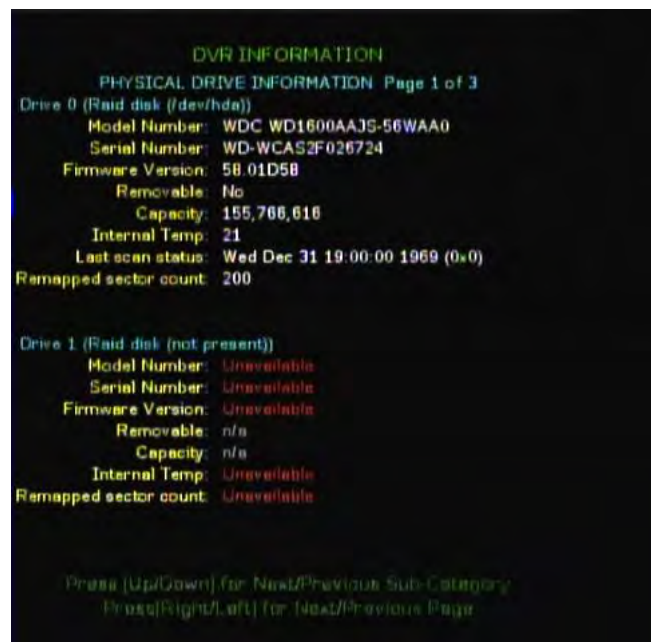 DVR INFORMATION
PHYSICAL DRIVE INFORMATION Page 1 of 3
Drive 0 (Raid disk (/dev/hda))
Model Number: WDC WD1600AAJS-56WAA0
Serial Number: WD-WCAS2F026724
Firmware Version: 58.01D58
Removable: No
Capacity: 155,766,616
Internal Temp: 21
Last scan status: Wed Dec 31 19:00:00 1969 (0x0)
Remapped sector count: 200
Drive 1 (Raid disk (not present))
Model Number: Unavailable
Serial Number: Unavailable
Firmware Version: Unavailable
Removable: n/a
Capacity: n/a
Internal Temp: Unavailable
Remapped sector count: Unavailable
Press (Up/Down) for Next/Previous Sub-Category
Press(Right/Left) for Next/Previous Page